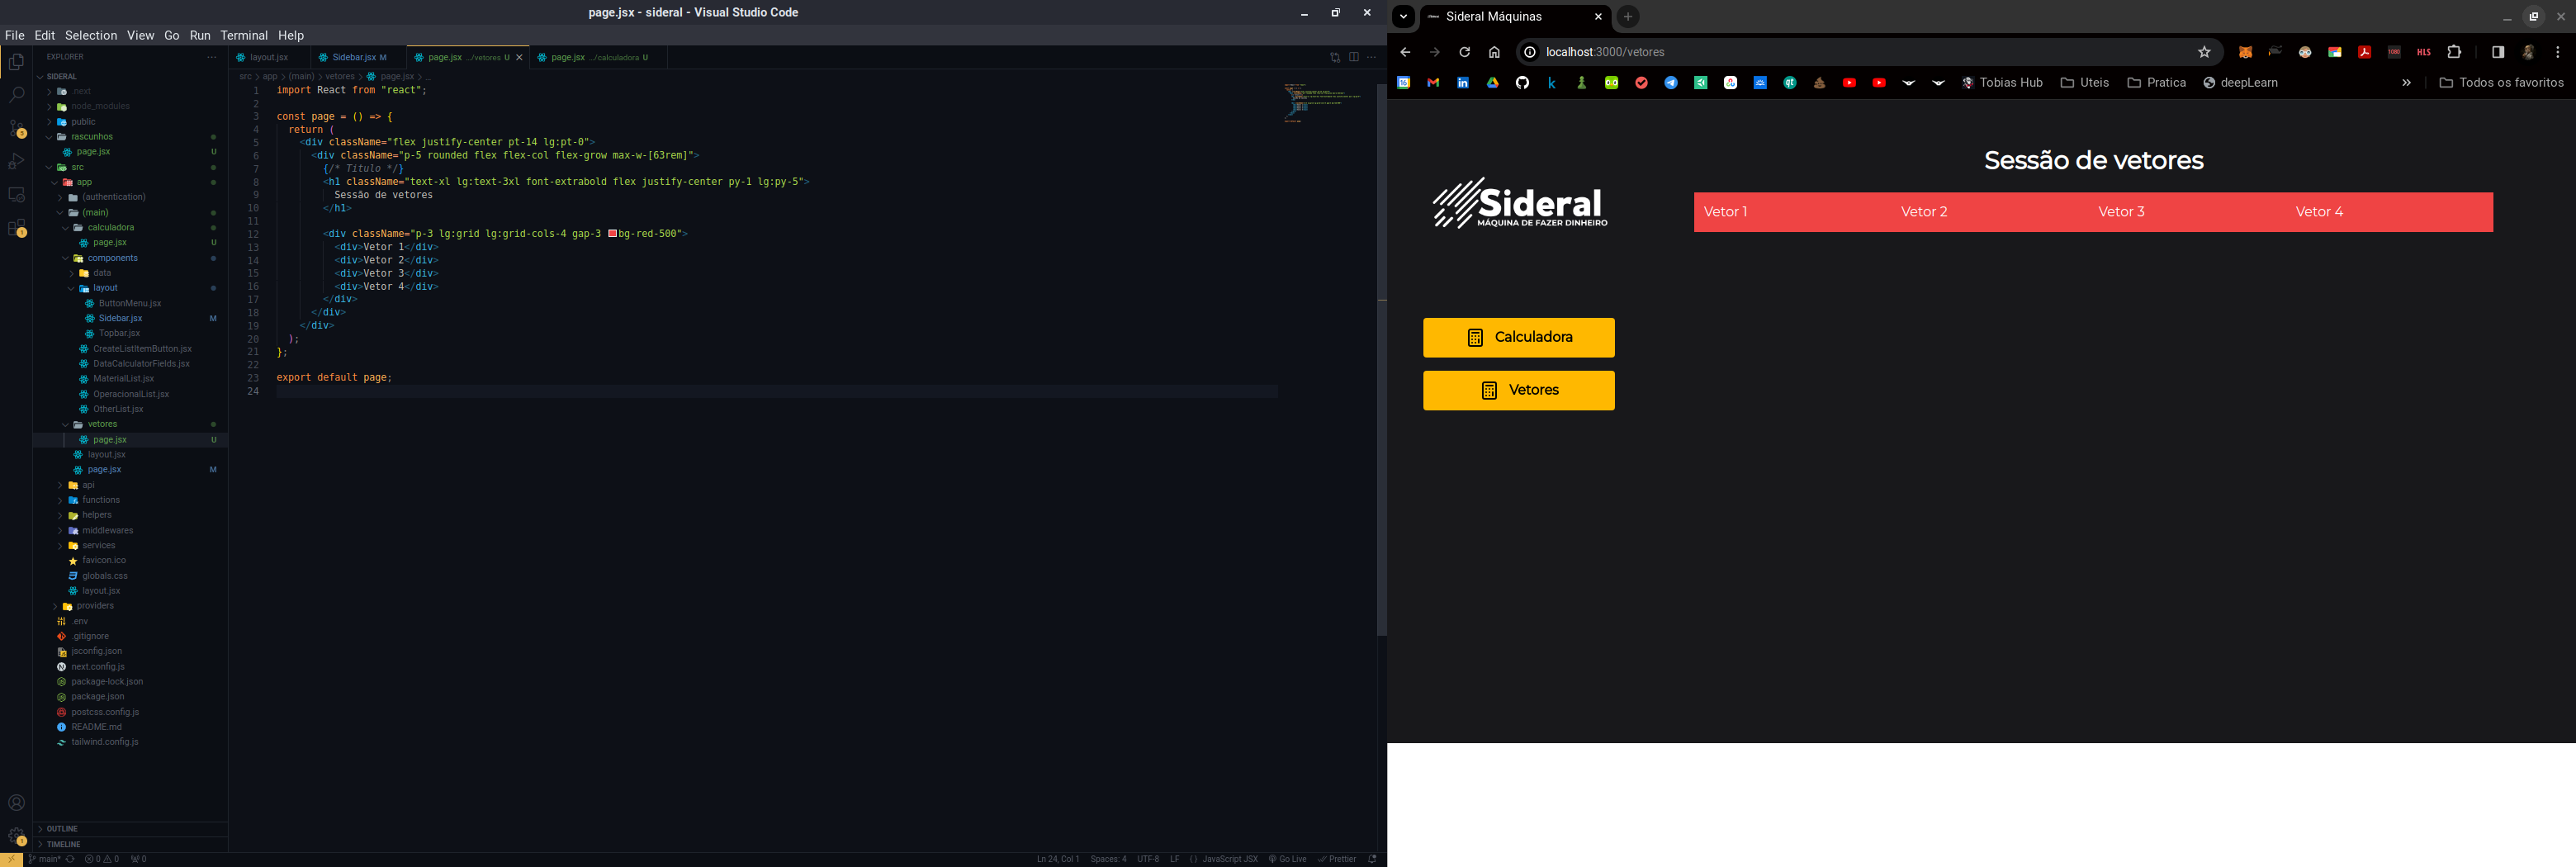 page.jsx - sideral - Visual Studio Code
File Edit Selection View Go Run Terminal Help
EXPLORER
SIDERAL
.next
node_modules
public
rascunhos
page.jsx U
src
app
(authentication)
(main)
calculadora
page.jsx U
components
data
layout
ButtonMenu.jsx
Sidebar.jsx M
Topbar.jsx
CreateListItemButton.jsx
DataCalculatorFields.jsx
MaterialList.jsx
OperacionalList.jsx
OtherList.jsx
vetores
page.jsx U
layout.jsx
page.jsx M
api
functions
helpers
middlewares
services
favicon.ico
globals.css
layout.jsx
providers
.env
.gitignore
jsconfig.json
next.config.js
package-lock.json
package.json
postcss.config.js
README.md
tailwind.config.js
OUTLINE
TIMELINE
layout.jsx Sidebar.jsx M page.jsx .../vetores U page.jsx .../calculadora U
src > app > (main) > vetores > page.jsx > ...
1 import React from "react";
2
3 const page = () => {
4 return (
5 <div className="flex justify-center pt-14 lg:pt-0">
6 <div className="p-5 rounded flex flex-col flex-grow max-w-[63rem]">
7 {/* Titulo */}
8 <h1 className="text-xl lg:text-3xl font-extrabold flex justify-center py-1 lg:py-5">
9 Sessão de vetores
10 </h1>
11
12 <div className="p-3 lg:grid lg:grid-cols-4 gap-3 bg-red-500">
13 <div>Vetor 1</div>
14 <div>Vetor 2</div>
15 <div>Vetor 3</div>
16 <div>Vetor 4</div>
17 </div>
18 </div>
19 </div>
20 );
21 };
22
23 export default page;
24
main* 0 0 0 Ln 24, Col 1 Spaces: 4 UTF-8 LF {} JavaScript JSX Go Live Prettier
Sideral Máquinas
localhost:3000/vetores
HLS
Tobias Hub Uteis Pratica deepLearn » Todos os favoritos
Sideral
MÁQUINA DE FAZER DINHEIRO
Calculadora
Vetores
Sessão de vetores
Vetor 1 Vetor 2 Vetor 3 Vetor 4